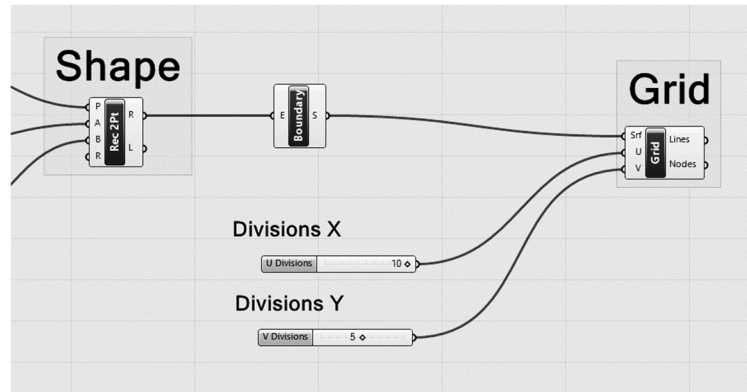 Shape
P
A
B
R
Rec 2Pt
R
L
E
Boundary
S
Grid
Srf
U
V
Grid
Lines
Nodes
Divisions X
U Divisions 10
Divisions Y
V Divisions 5